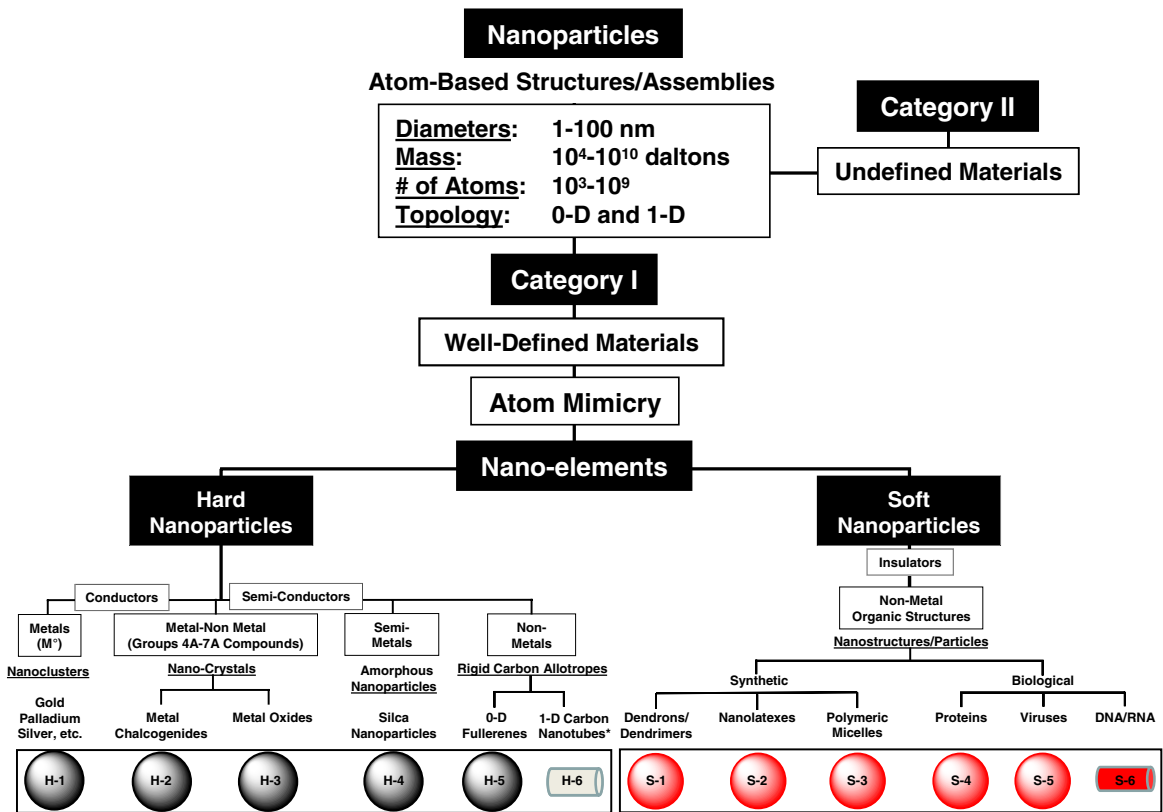 Nanoparticles
Atom-Based Structures/Assemblies
Diameters: 1-100 nm
Mass: 10⁴-10¹⁰ daltons
# of Atoms: 10³-10⁹
Topology: 0-D and 1-D
Category II
Undefined Materials
Category I
Well-Defined Materials
Atom Mimicry
Nano-elements
Hard
Nanoparticles
Soft
Nanoparticles
Conductors
Semi-Conductors
Insulators
Metals
(M°)
Metal-Non Metal
(Groups 4A-7A Compounds)
Semi-
Metals
Non-
Metals
Non-Metal
Organic Structures
Nanoclusters
Nano-Crystals
Amorphous
Nanoparticles
Rigid Carbon Allotropes
Nanostructures/Particles
Synthetic
Biological
Gold
Palladium
Silver, etc.
Metal
Chalcogenides
Metal Oxides
Silca
Nanoparticles
0-D
Fullerenes
1-D Carbon
Nanotubes*
Dendrons/
Dendrimers
Nanolatexes
Polymeric
Micelles
Proteins
Viruses
DNA/RNA
H-1
H-2
H-3
H-4
H-5
H-6
S-1
S-2
S-3
S-4
S-5
S-6